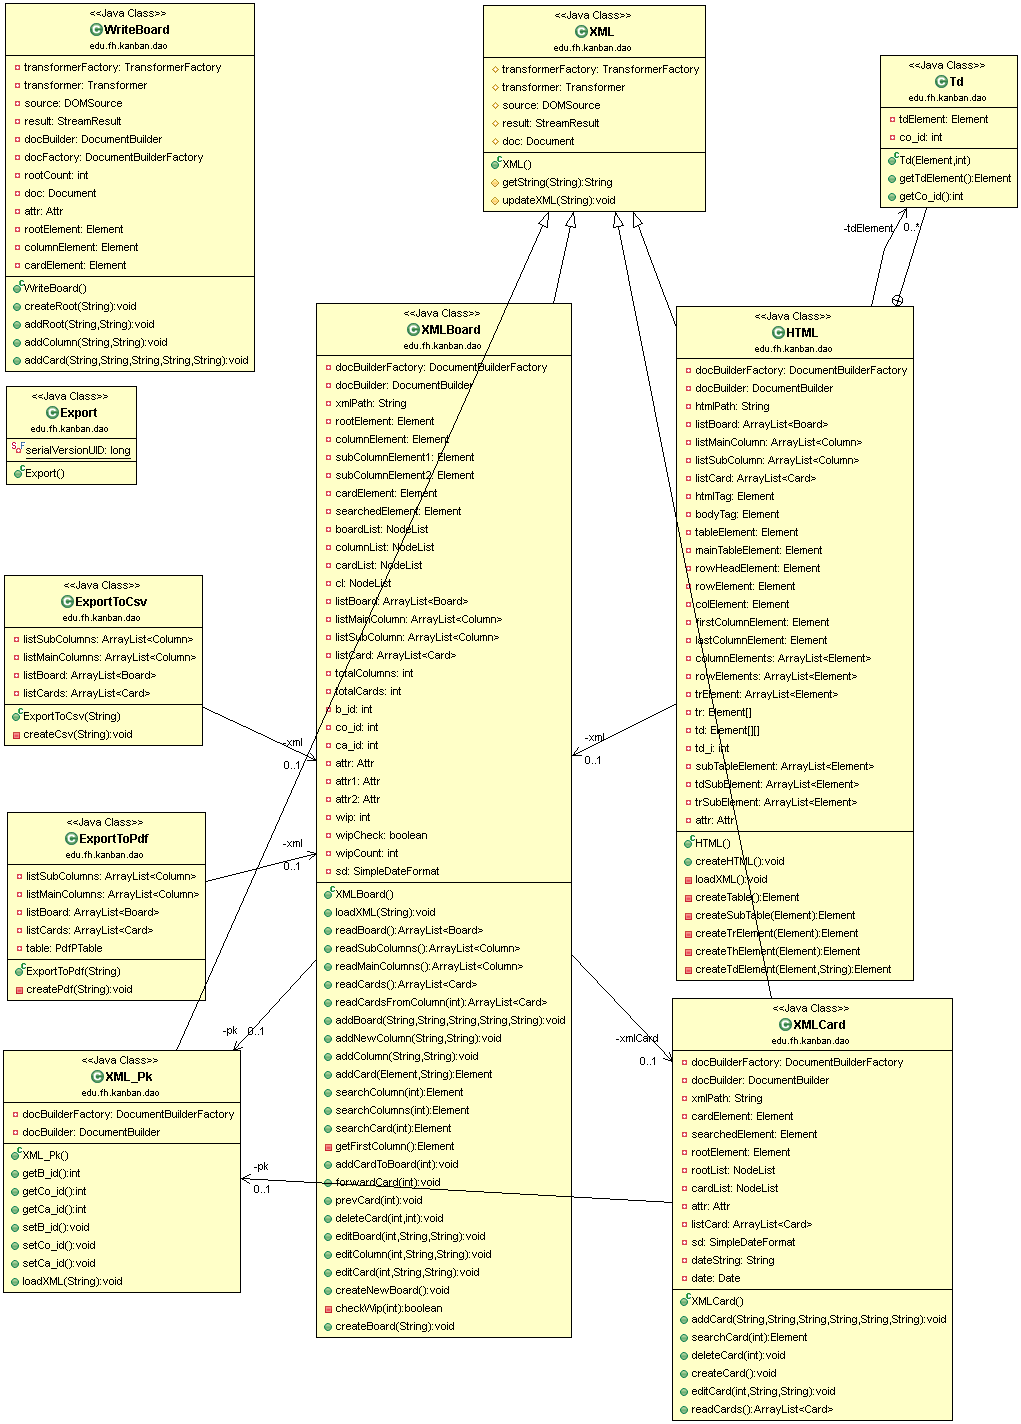 <<Java Class>>
WriteBoard
edu.fh.kanban.dao
transformerFactory: TransformerFactory
transformer: Transformer
source: DOMSource
result: StreamResult
docBuilder: DocumentBuilder
docFactory: DocumentBuilderFactory
rootCount: int
doc: Document
attr: Attr
rootElement: Element
columnElement: Element
cardElement: Element
WriteBoard()
createRoot(String):void
addRoot(String,String):void
addColumn(String,String):void
addCard(String,String,String,String,String):void
<<Java Class>>
XML
edu.fh.kanban.dao
transformerFactory: TransformerFactory
transformer: Transformer
source: DOMSource
result: StreamResult
doc: Document
XML()
getString(String):String
updateXML(String):void
<<Java Class>>
Td
edu.fh.kanban.dao
tdElement: Element
co_id: int
Td(Element,int)
getTdElement():Element
getCo_id():int
-tdElement
0..*
<<Java Class>>
Export
edu.fh.kanban.dao
serialVersionUID: long
Export()
<<Java Class>>
ExportToCsv
edu.fh.kanban.dao
listSubColumns: ArrayList<Column>
listMainColumns: ArrayList<Column>
listBoard: ArrayList<Board>
listCards: ArrayList<Card>
ExportToCsv(String)
createCsv(String):void
-xml
0..1
<<Java Class>>
ExportToPdf
edu.fh.kanban.dao
listSubColumns: ArrayList<Column>
listMainColumns: ArrayList<Column>
listBoard: ArrayList<Board>
listCards: ArrayList<Card>
table: PdfPTable
ExportToPdf(String)
createPdf(String):void
-xml
0..1
<<Java Class>>
XML_Pk
edu.fh.kanban.dao
docBuilderFactory: DocumentBuilderFactory
docBuilder: DocumentBuilder
XML_Pk()
getB_id():int
getCo_id():int
getCa_id():int
setB_id():void
setCo_id():void
setCa_id():void
loadXML(String):void
-pk
0..1
-pk
0..1
<<Java Class>>
XMLBoard
edu.fh.kanban.dao
docBuilderFactory: DocumentBuilderFactory
docBuilder: DocumentBuilder
xmlPath: String
rootElement: Element
columnElement: Element
subColumnElement1: Element
subColumnElement2: Element
cardElement: Element
searchedElement: Element
boardList: NodeList
columnList: NodeList
cardList: NodeList
cl: NodeList
listBoard: ArrayList<Board>
listMainColumn: ArrayList<Column>
listSubColumn: ArrayList<Column>
listCard: ArrayList<Card>
totalColumns: int
totalCards: int
b_id: int
co_id: int
ca_id: int
attr: Attr
attr1: Attr
attr2: Attr
wip: int
wipCheck: boolean
wipCount: int
sd: SimpleDateFormat
XMLBoard()
loadXML(String):void
readBoard():ArrayList<Board>
readSubColumns():ArrayList<Column>
readMainColumns():ArrayList<Column>
readCards():ArrayList<Card>
readCardsFromColumn(int):ArrayList<Card>
addBoard(String,String,String,String,String):void
addNewColumn(String,String):void
addColumn(String,String):void
addCard(Element,String):Element
searchColumn(int):Element
searchColumns(int):Element
searchCard(int):Element
getFirstColumn():Element
addCardToBoard(int):void
forwardCard(int):void
prevCard(int):void
deleteCard(int,int):void
editBoard(int,String,String):void
editColumn(int,String,String):void
editCard(int,String,String):void
createNewBoard():void
checkWip(int):boolean
createBoard(String):void
<<Java Class>>
HTML
edu.fh.kanban.dao
docBuilderFactory: DocumentBuilderFactory
docBuilder: DocumentBuilder
htmlPath: String
listBoard: ArrayList<Board>
listMainColumn: ArrayList<Column>
listSubColumn: ArrayList<Column>
listCard: ArrayList<Card>
htmlTag: Element
bodyTag: Element
tableElement: Element
mainTableElement: Element
rowHeadElement: Element
rowElement: Element
colElement: Element
firstColumnElement: Element
lastColumnElement: Element
columnElements: ArrayList<Element>
rowElements: ArrayList<Element>
trElement: ArrayList<Element>
tr: Element[]
td: Element[][]
td_i: int
subTableElement: ArrayList<Element>
tdSubElement: ArrayList<Element>
trSubElement: ArrayList<Element>
attr: Attr
HTML()
createHTML():void
loadXML():void
createTable():Element
createSubTable(Element):Element
createTrElement(Element):Element
createThElement(Element):Element
createTdElement(Element,String):Element
-xml
0..1
-xmlCard
0..1
<<Java Class>>
XMLCard
edu.fh.kanban.dao
docBuilderFactory: DocumentBuilderFactory
docBuilder: DocumentBuilder
xmlPath: String
cardElement: Element
searchedElement: Element
rootElement: Element
rootList: NodeList
cardList: NodeList
attr: Attr
listCard: ArrayList<Card>
sd: SimpleDateFormat
dateString: String
date: Date
XMLCard()
addCard(String,String,String,String,String,String):void
searchCard(int):Element
deleteCard(int):void
createCard():void
editCard(int,String,String):void
readCards():ArrayList<Card>